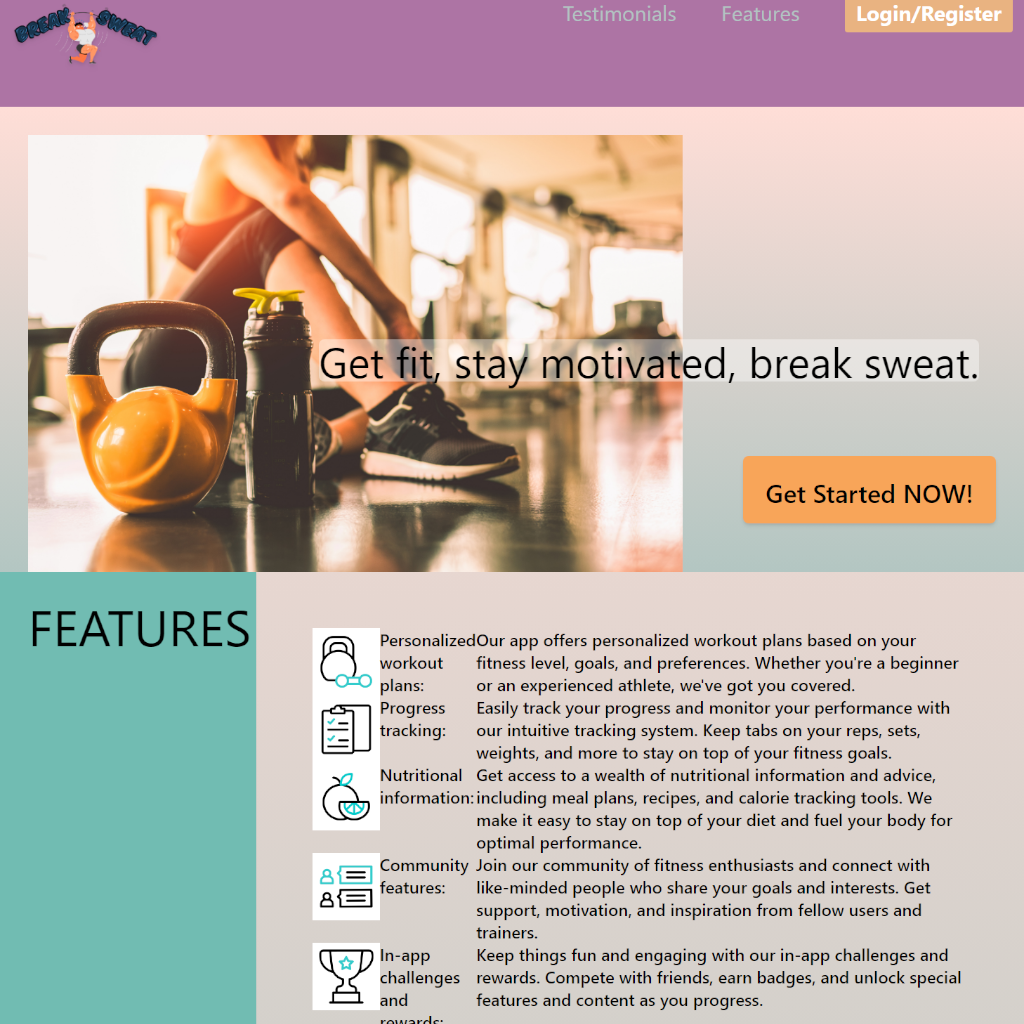 BREAK SWEAT
Testimonials
Features
Login/Register
Get fit, stay motivated, break sweat.
Get Started NOW!
FEATURES
Personalized
workout
plans:
Our app offers personalized workout plans based on your
fitness level, goals, and preferences. Whether you're a beginner
or an experienced athlete, we've got you covered.
Progress
tracking:
Easily track your progress and monitor your performance with
our intuitive tracking system. Keep tabs on your reps, sets,
weights, and more to stay on top of your fitness goals.
Nutritional
information:
Get access to a wealth of nutritional information and advice,
including meal plans, recipes, and calorie tracking tools. We
make it easy to stay on top of your diet and fuel your body for
optimal performance.
Community
features:
Join our community of fitness enthusiasts and connect with
like-minded people who share your goals and interests. Get
support, motivation, and inspiration from fellow users and
trainers.
In-app
challenges
and
rewards:
Keep things fun and engaging with our in-app challenges and
rewards. Compete with friends, earn badges, and unlock special
features and content as you progress.